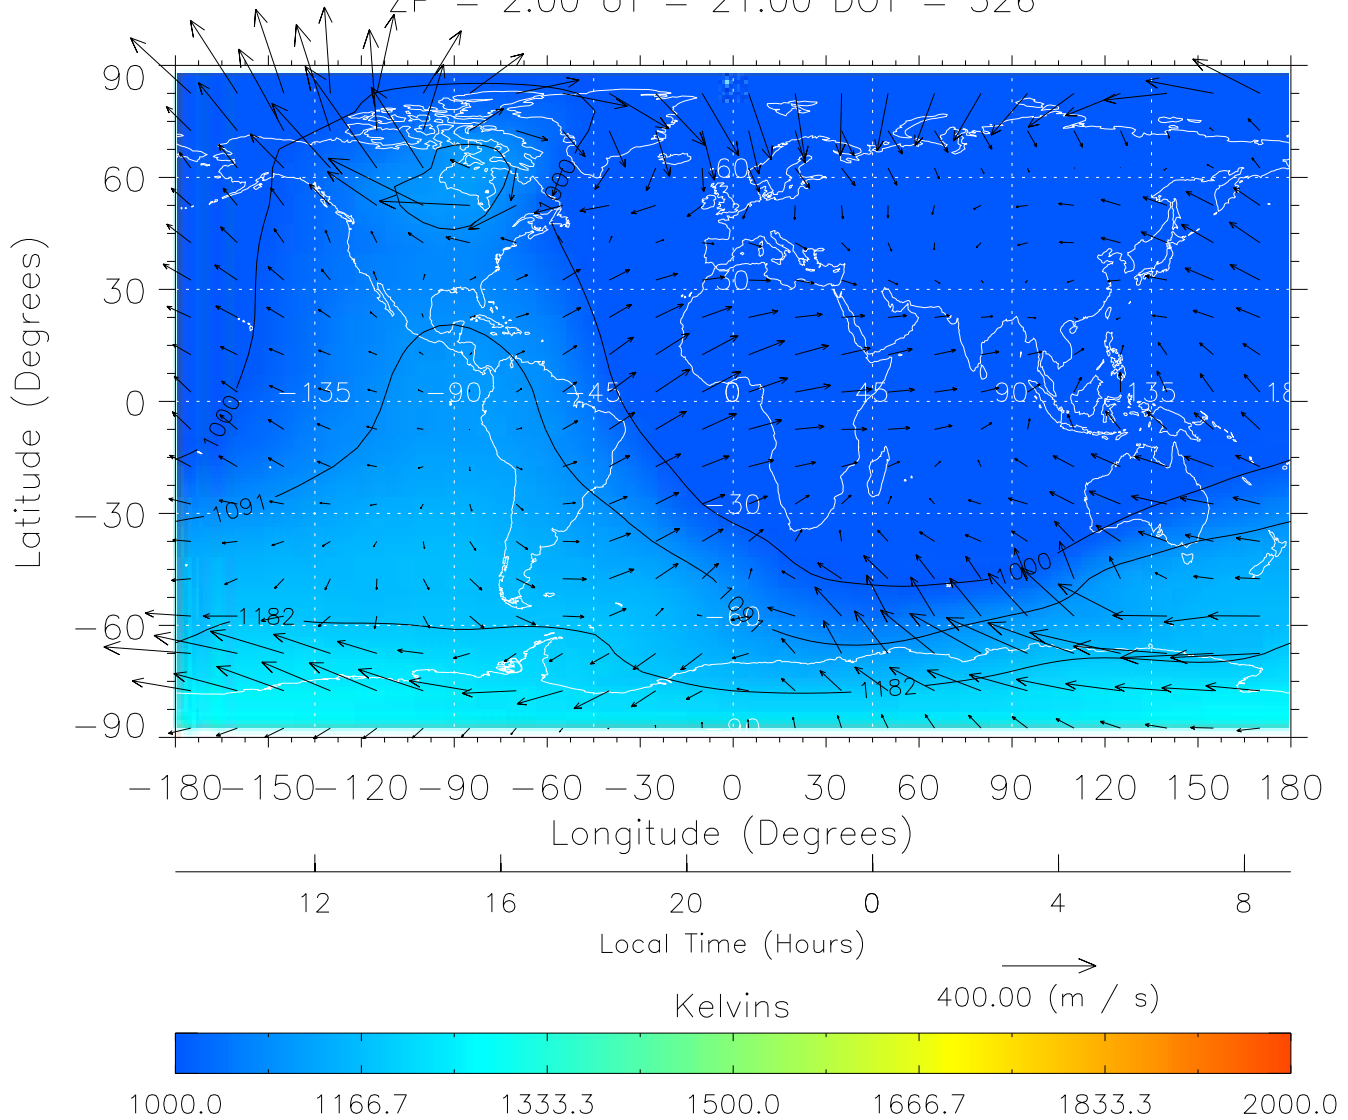 ZP = 2.00 UT = 21.00 DOY = 326
90
60
30
0
−30
−60
−90
Latitude (Degrees)
60
30
−135 −90 −45 0 45 90 135 18
−30
−60
−90
1000
1000
1091
1000
09
1182
1182
−180 −150 −120 −90 −60 −30 0 30 60 90 120 150 180
Longitude (Degrees)
12 16 20 0 4 8
Local Time (Hours)
400.00 (m / s)
Kelvins
1000.0 1166.7 1333.3 1500.0 1666.7 1833.3 2000.0